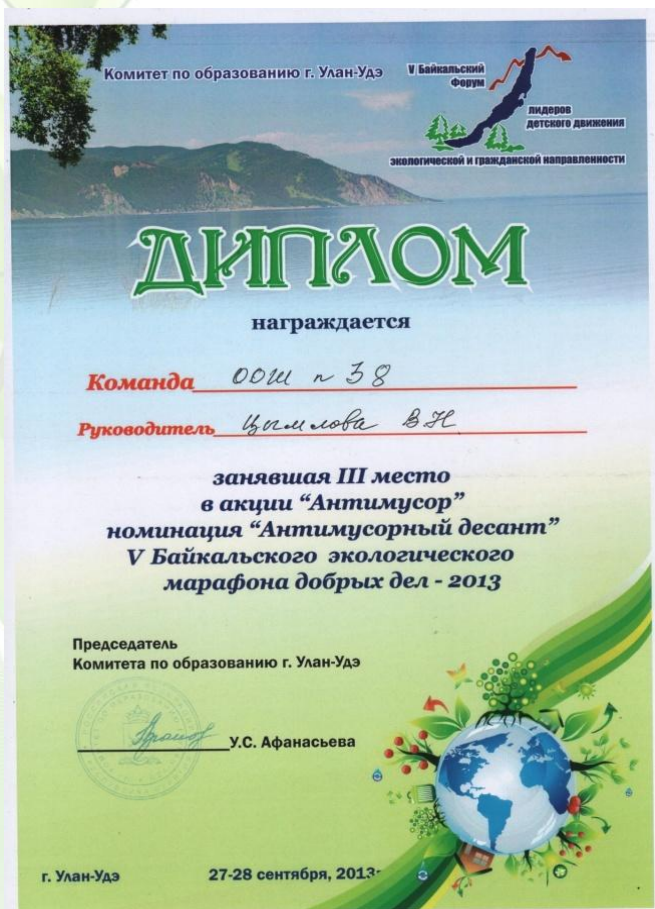 Комитет по образованию г. Улан-Удэ
V Байкальский
Форум
лидеров
детского движения
экологической и гражданской направленности
ДИПЛОМ
награждается
Команда ООШ n 38
Руководитель Цымлова В Н
занявшая III место
в акции “Антимусор”
номинация “Антимусорный десант”
V Байкальского экологического
марафона добрых дел - 2013
Председатель
Комитета по образованию г. Улан-Удэ
У.С. Афанасьева
г. Улан-Удэ 27-28 сентября, 2013г